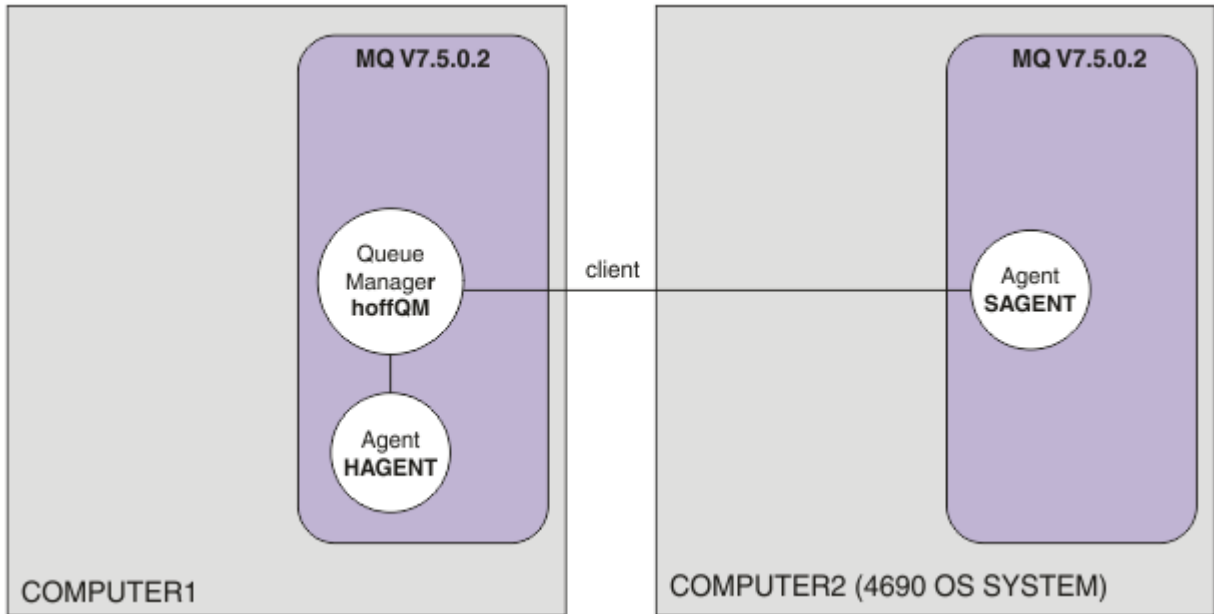 MQ V7.5.0.2
Queue
Manager
hoffQM
Agent
HAGENT
COMPUTER1
client
MQ V7.5.0.2
Agent
SAGENT
COMPUTER2 (4690 OS SYSTEM)